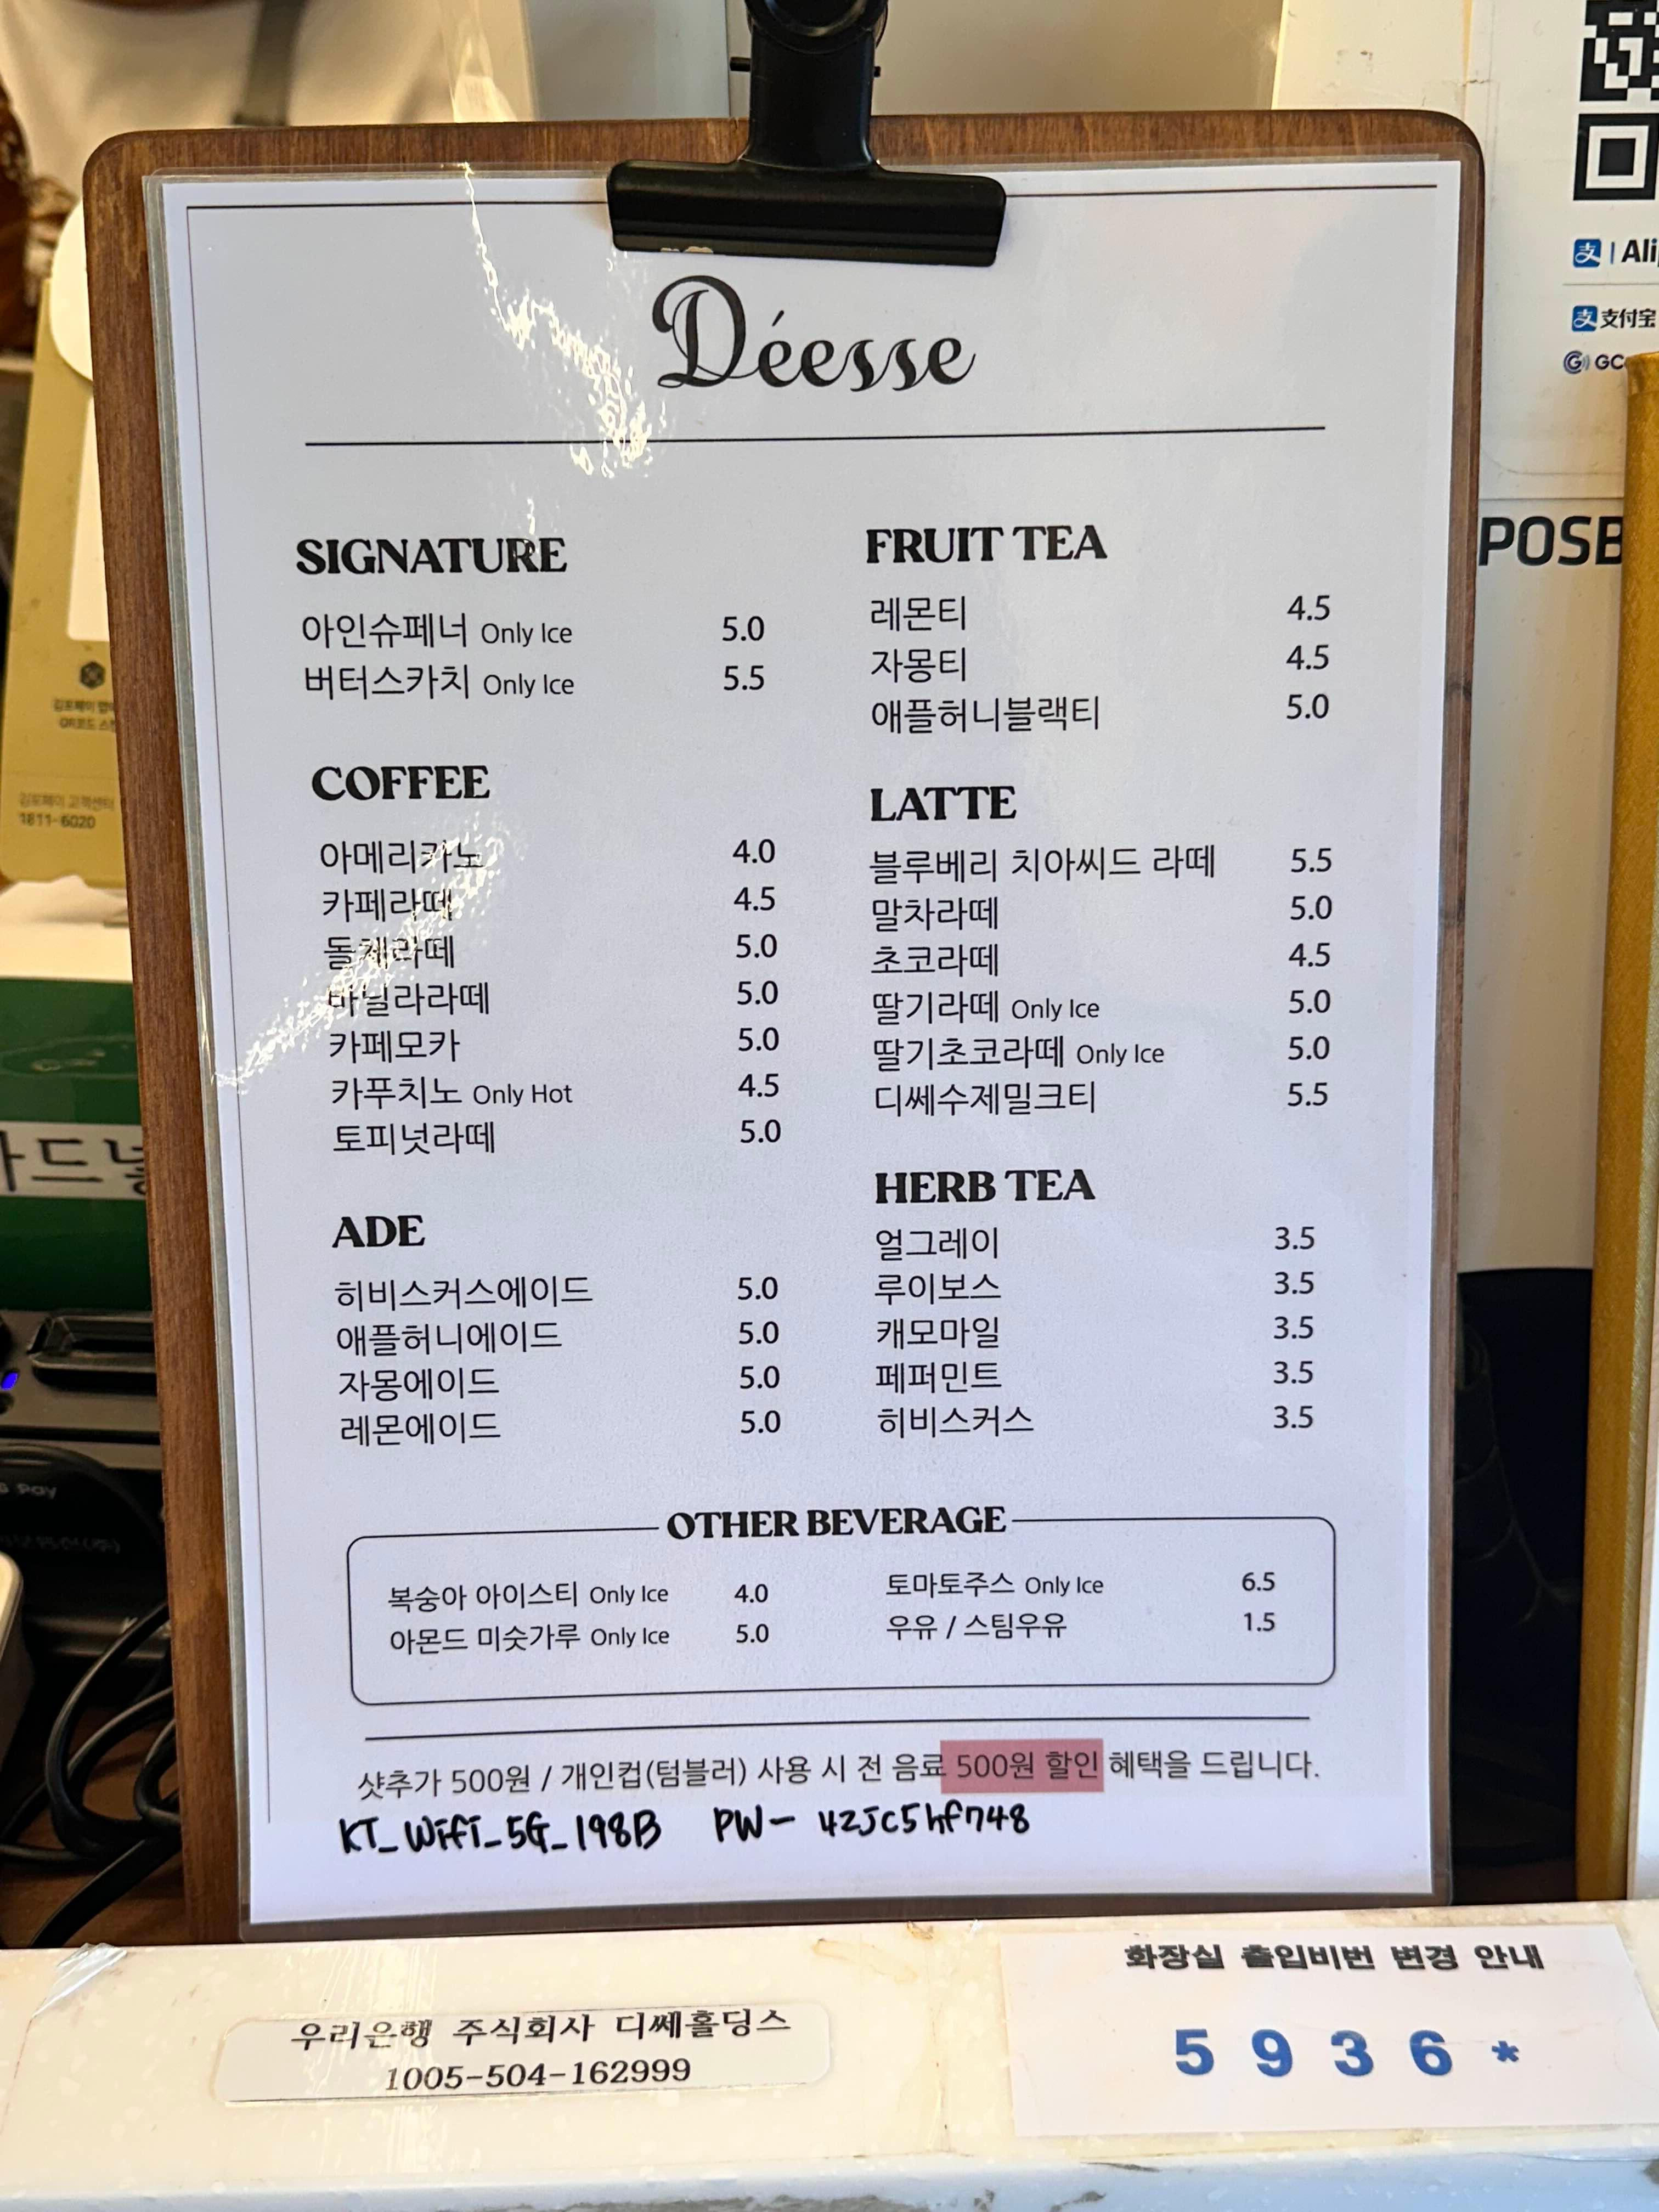 Déesse
SIGNATURE
아인슈페너 Only Ice 5.0
버터스카치 Only Ice 5.5
COFFEE
아메리카노 4.0
카페라떼 4.5
돌체라떼 5.0
바닐라라떼 5.0
카페모카 5.0
카푸치노 Only Hot 4.5
토피넛라떼 5.0
ADE
히비스커스에이드 5.0
애플허니에이드 5.0
자몽에이드 5.0
레몬에이드 5.0
FRUIT TEA
레몬티 4.5
자몽티 4.5
애플허니블랙티 5.0
LATTE
블루베리 치아씨드 라떼 5.5
말차라떼 5.0
초코라떼 4.5
딸기라떼 Only Ice 5.0
딸기초코라떼 Only Ice 5.0
디쎄수제밀크티 5.5
HERB TEA
얼그레이 3.5
루이보스 3.5
캐모마일 3.5
페퍼민트 3.5
히비스커스 3.5
OTHER BEVERAGE
복숭아 아이스티 Only Ice 4.0
아몬드 미숫가루 Only Ice 5.0
토마토주스 Only Ice 6.5
우유 / 스팀우유 1.5
샷추가 500원 / 개인컵(텀블러) 사용 시 전 음료 500원 할인 혜택을 드립니다.
KT_Wifi_5G_198B PW- 42JC5hf748
우리은행 주식회사 디쎄홀딩스
1005-504-162999
화장실 출입비번 변경 안내
5 9 3 6 *
支付宝
POSB
김포페이 고객센터
1811-6020